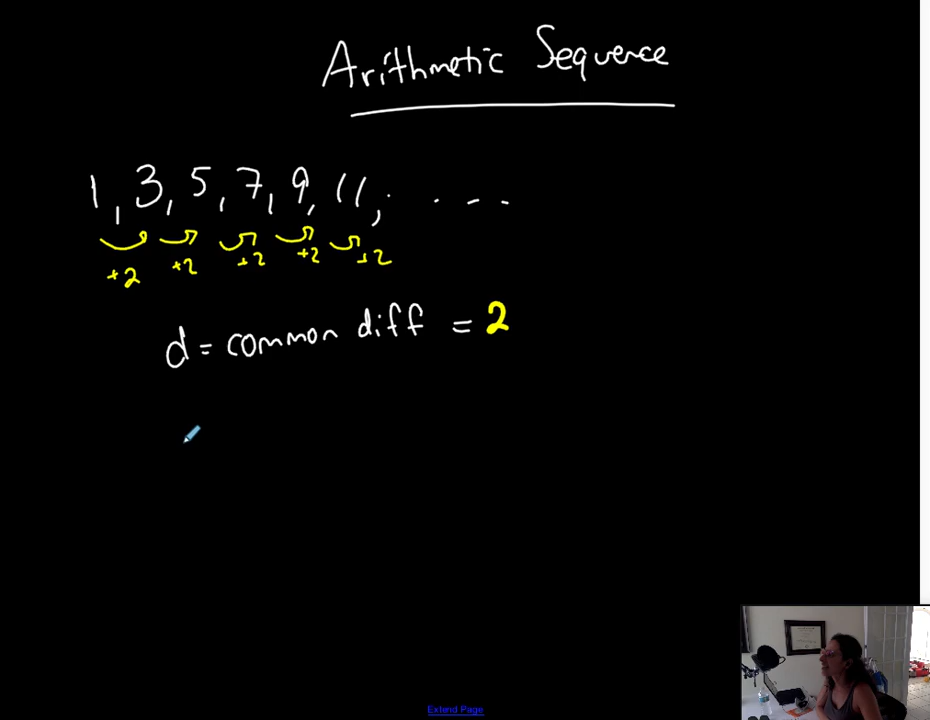 Arithmetic Sequence
1, 3, 5, 7, 9, 11, . . . .
+2 +2 +2 +2 +2
d = common diff = 2
Extend Page